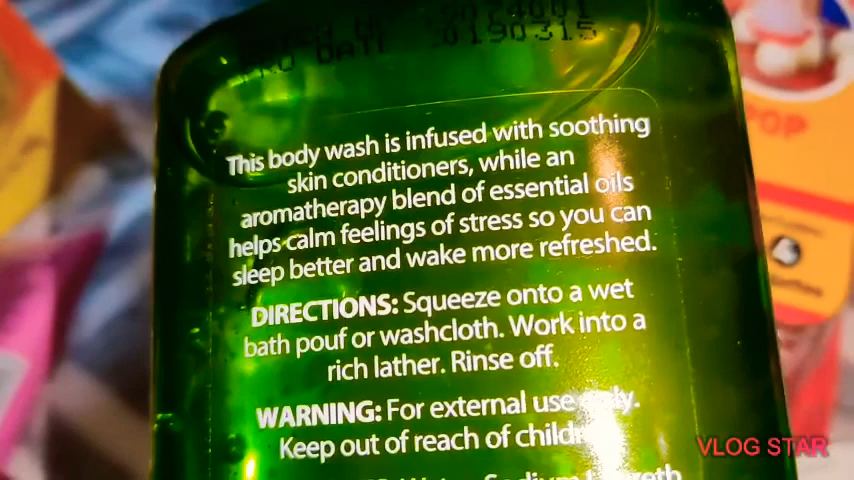 0190315
This body wash is infused with soothing
skin conditioners, while an
aromatherapy blend of essential oils
helps calm feelings of stress so you can
sleep better and wake more refreshed.
DIRECTIONS: Squeeze onto a wet
bath pouf or washcloth. Work into a
rich lather. Rinse off.
WARNING: For external use
Keep out of reach of
POP
VLOG STAR